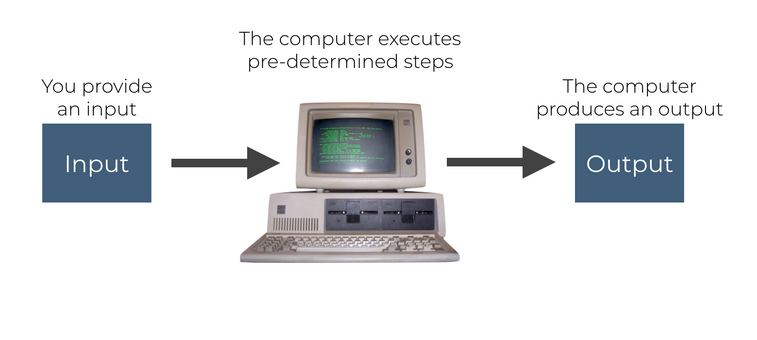 The computer executes
pre-determined steps
You provide
an input
Input
The computer
produces an output
Output